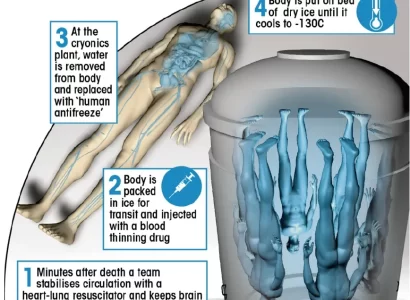 3 At the
cryonics
plant, water
is removed
from body
and replaced
with 'human
antifreeze'
4 Body is put on bed
of dry ice until it
cools to -130C
2 Body is
packed
in ice for
transit and injected
with a blood
thinning drug
1 Minutes after death a team
stabilises circulation with a
heart-lung resuscitator and keeps brain